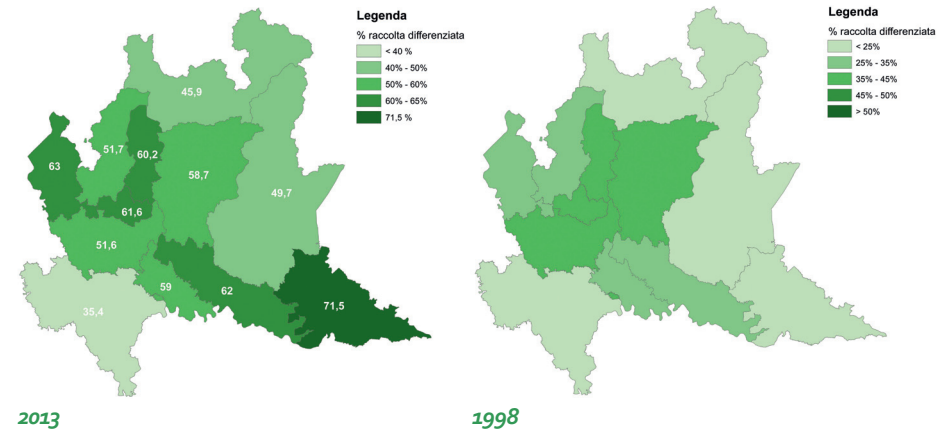 Legenda
% raccolta differenziata
< 40 %
40% - 50%
50% - 60%
60% - 65%
71,5 %
45,9
51,7
60,2
63
58,7
49,7
61,6
51,6
59
62
71,5
35,4
2013
Legenda
% raccolta differenziata
< 25%
25% - 35%
35% - 45%
45% - 50%
> 50%
1998